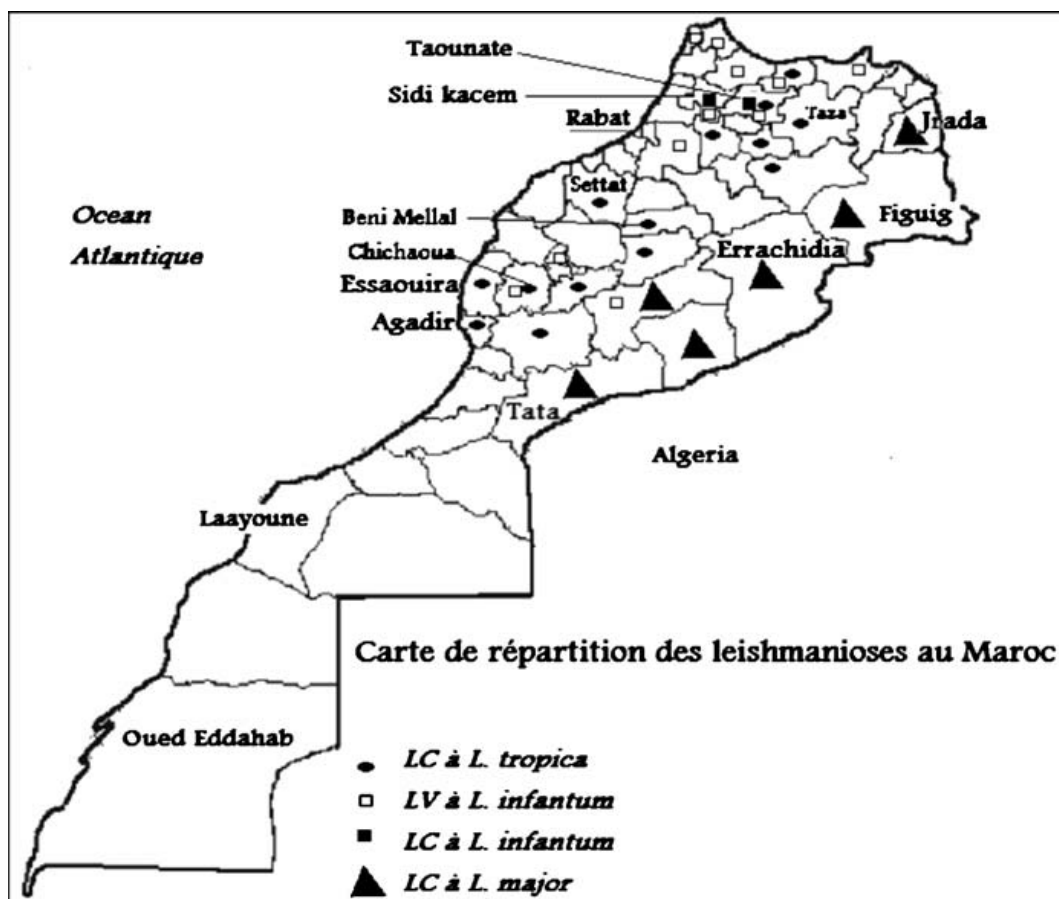 Taounate
Sidi kacem
Rabat
Taza
Jrada
Settat
Ocean
Atlantique
Beni Mellal
Figuig
Chichaoua
Errachidia
Essaouira
Agadir
Tata
Algeria
Laayoune
Carte de répartition des leishmanioses au Maroc
Oued Eddahab
LC à L. tropica
LV à L. infantum
LC à L. infantum
LC à L. major